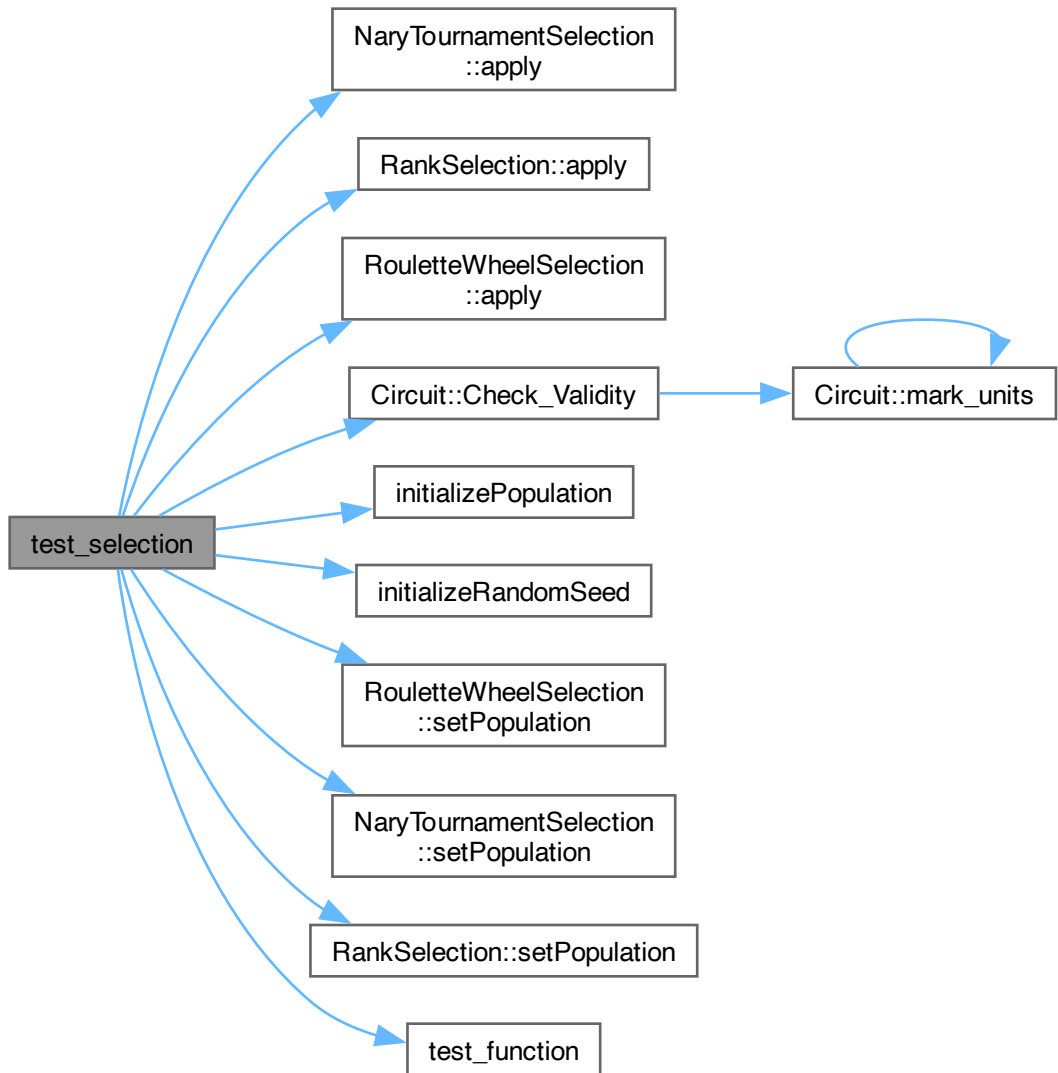 NaryTournamentSelection
::apply
RankSelection::apply
RouletteWheelSelection
::apply
Circuit::Check_Validity
Circuit::mark_units
initializePopulation
test_selection
initializeRandomSeed
RouletteWheelSelection
::setPopulation
NaryTournamentSelection
::setPopulation
RankSelection::setPopulation
test_function